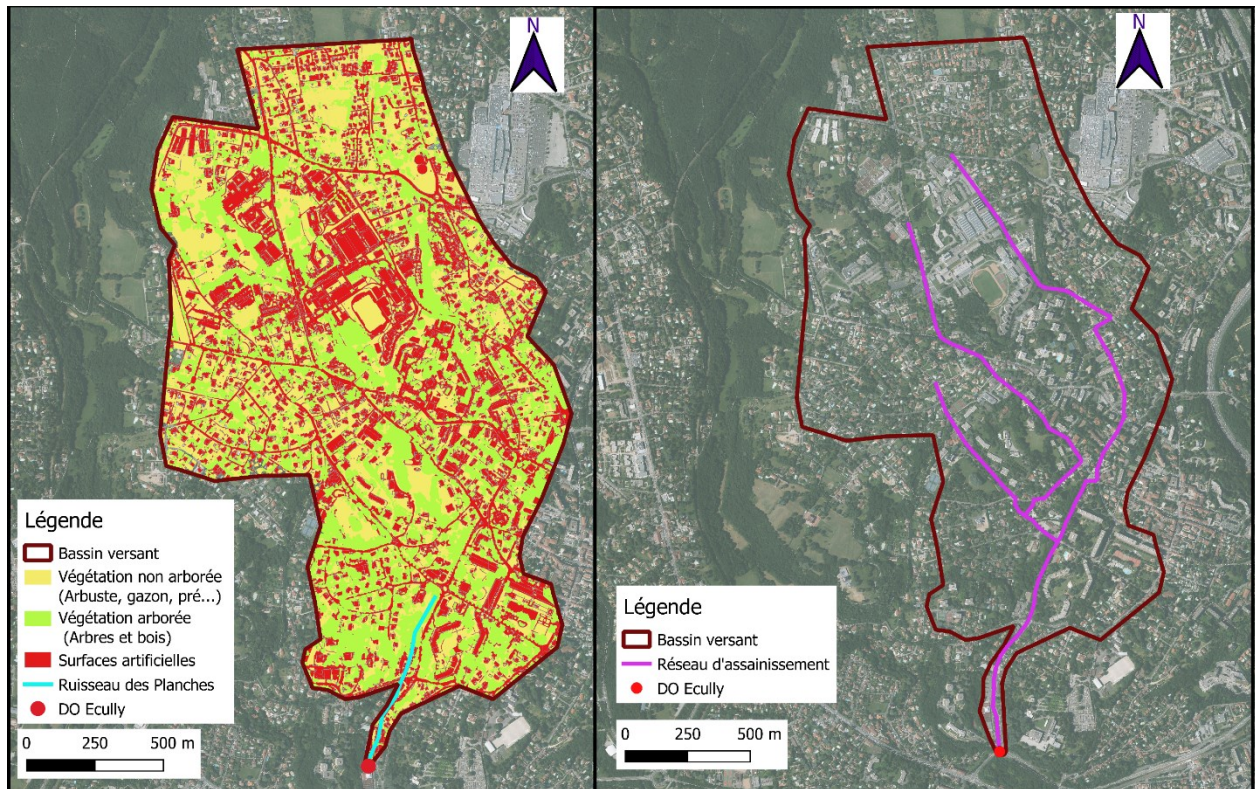 N
Légende
Bassin versant
Végétation non arborée
(Arbuste, gazon, pré...)
Végétation arborée
(Arbres et bois)
Surfaces artificielles
Ruisseau des Planches
DO Ecully
0 250 500 m
N
Légende
Bassin versant
Réseau d'assainissement
DO Ecully
0 250 500 m